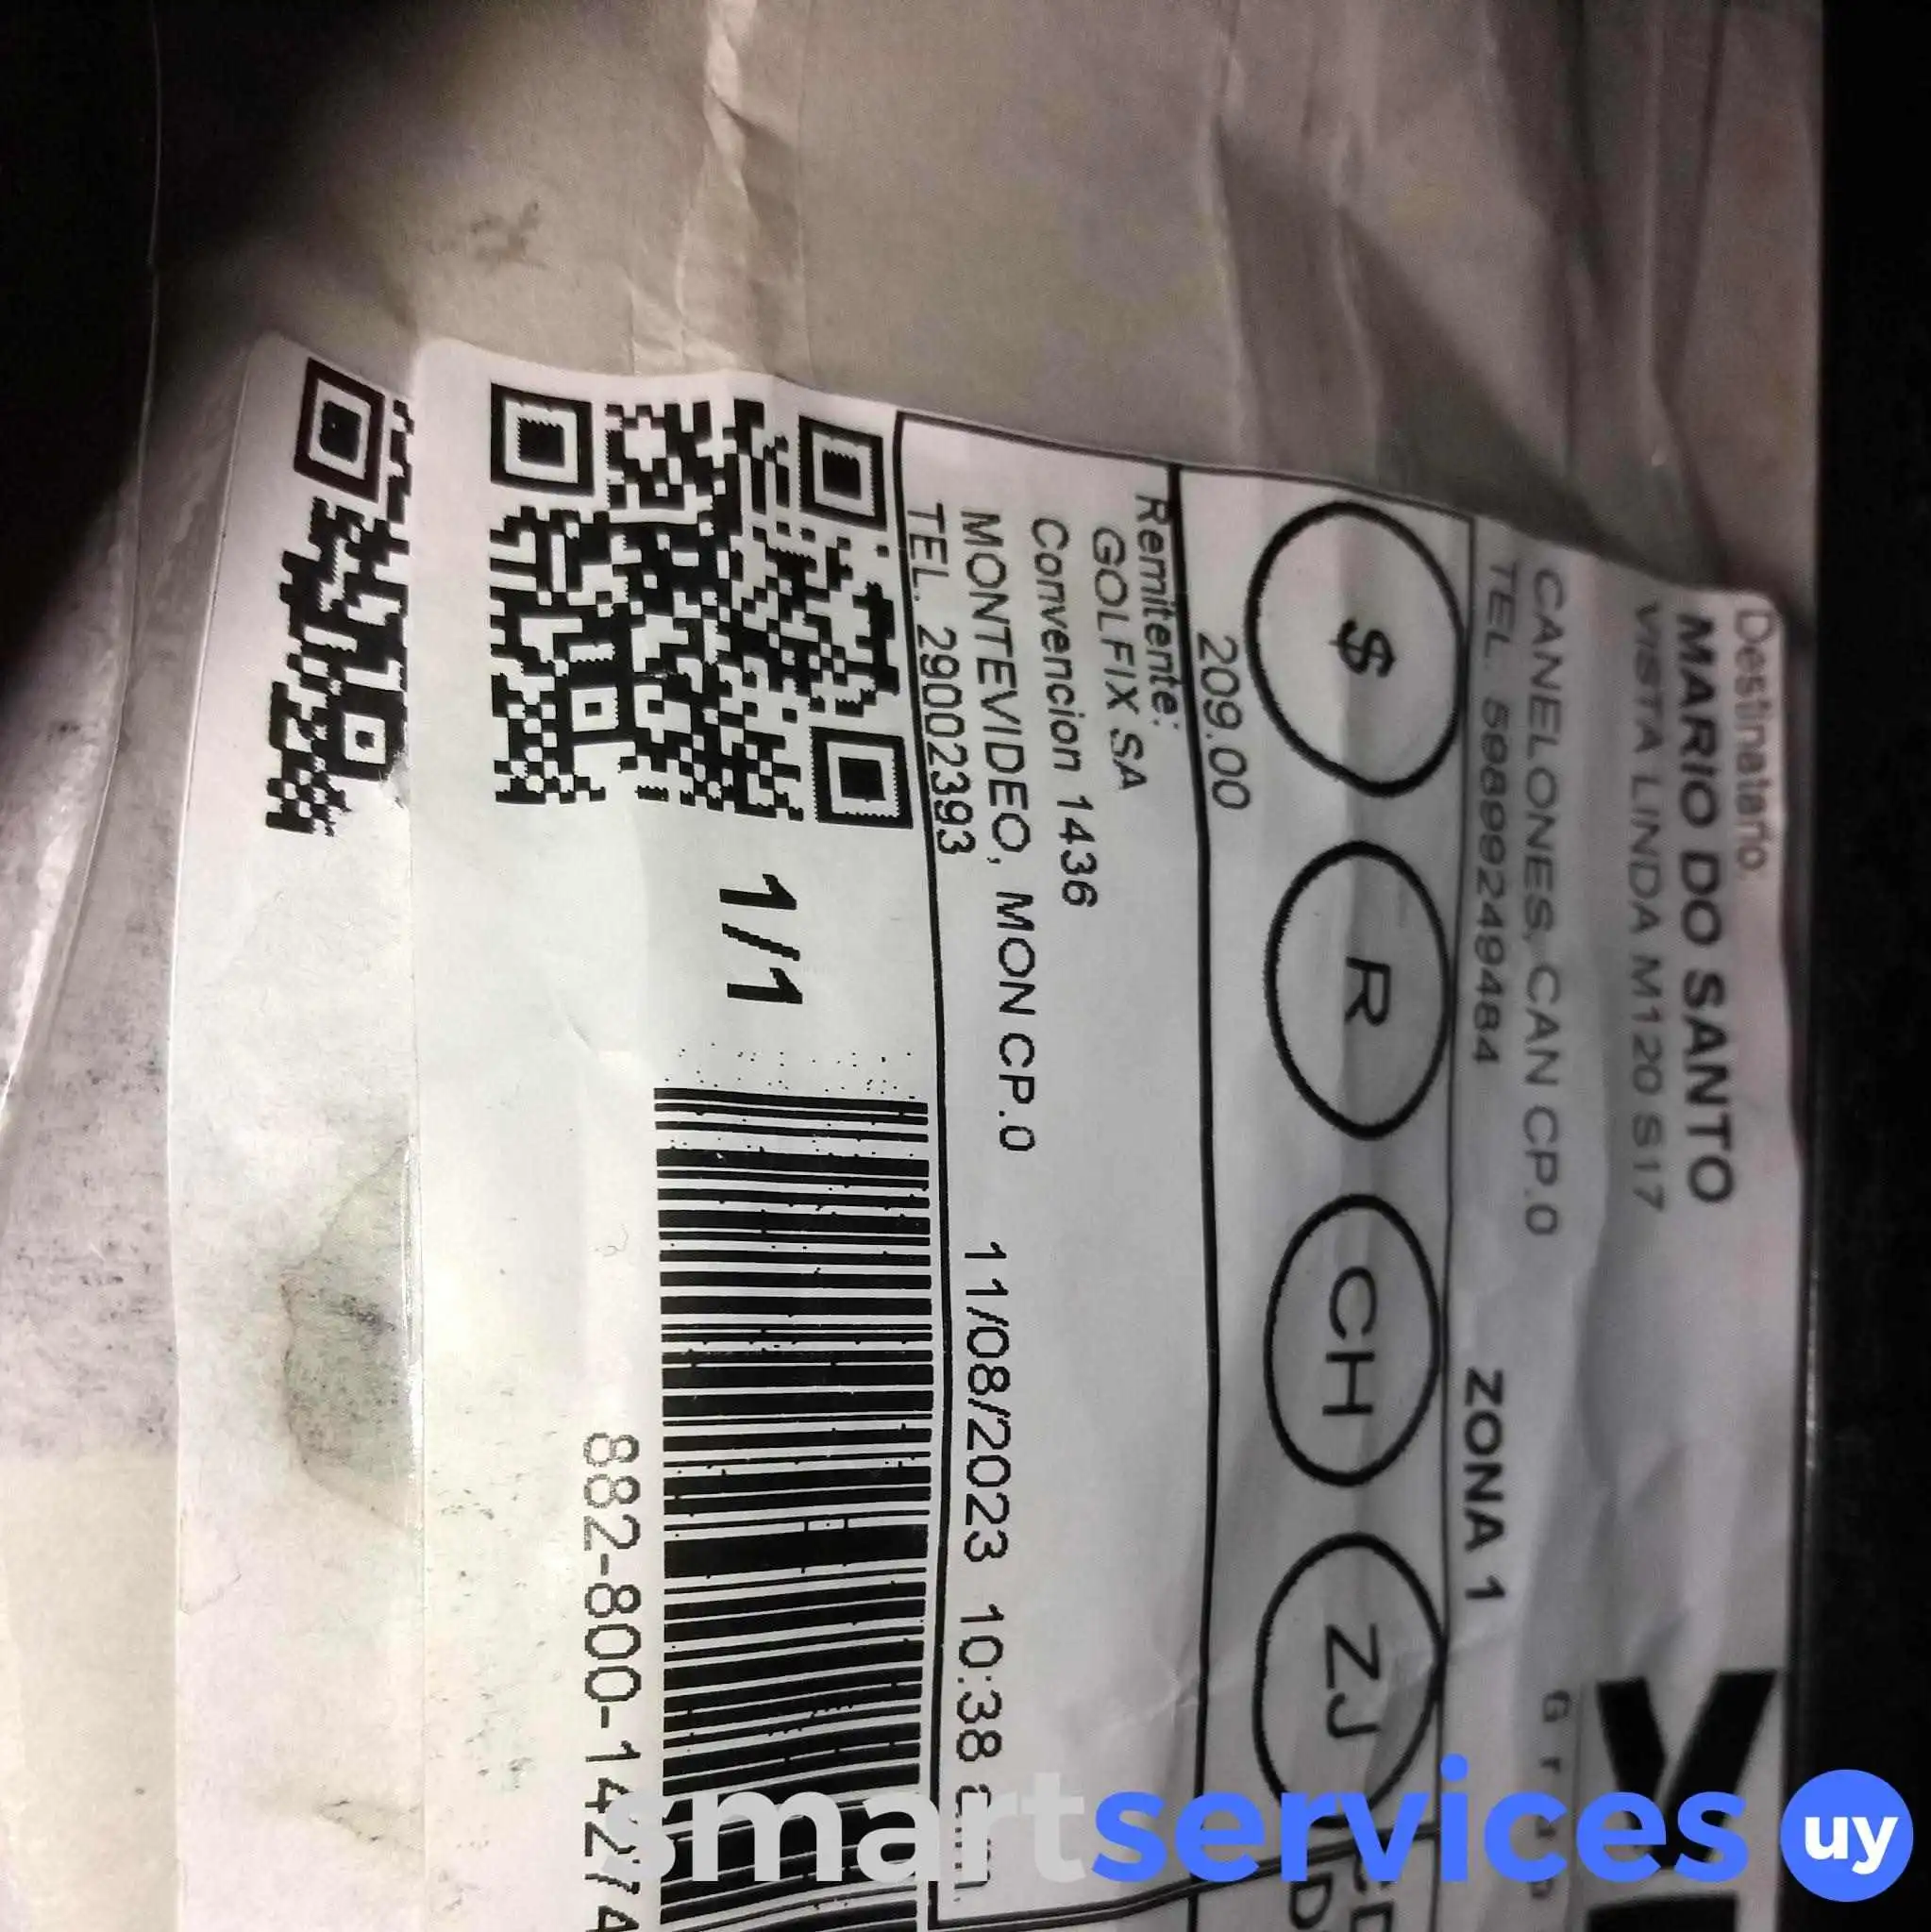 Destinatario
MARIO DO SANTO
VISTA LINDA M120 S17
CANELONES, CAN CP.0
TEL. 59899249484
ZONA 1
$ R CH ZJ
209.00
Remitente:
GOLFIX SA
Convencion 1436
MONTEVIDEO, MON CP.0
11/08/2023 10:38
TEL. 29002393
1/1
882-800-14274
smartservices uy